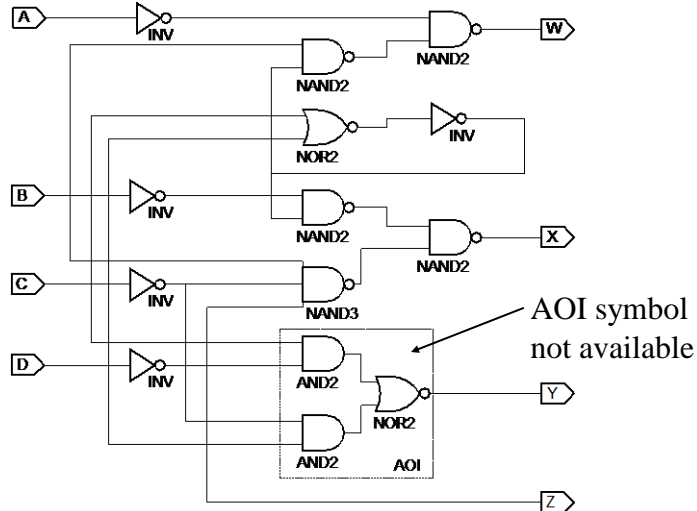 A
INV
NAND2
NAND2
W
NOR2
INV
B
INV
NAND2
NAND2
X
C
INV
NAND3
AOI symbol
not available
D
INV
AND2
NOR2
Y
AND2
AOI
Z